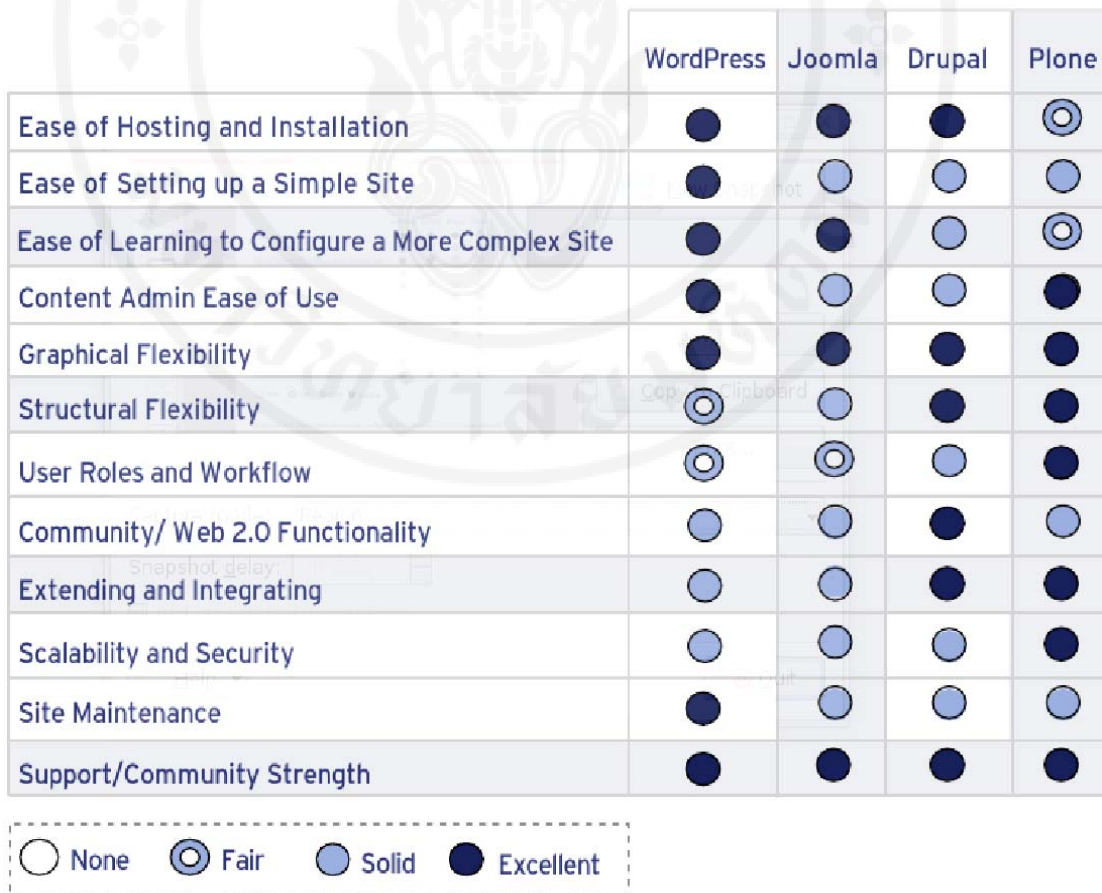 WordPress Joomla Drupal Plone
Ease of Hosting and Installation
Ease of Setting up a Simple Site
Ease of Learning to Configure a More Complex Site
Content Admin Ease of Use
Graphical Flexibility
Structural Flexibility
User Roles and Workflow
Community/ Web 2.0 Functionality
Snapshot delay:
Extending and Integrating
Scalability and Security
Site Maintenance
Support/Community Strength
None Fair Solid Excellent